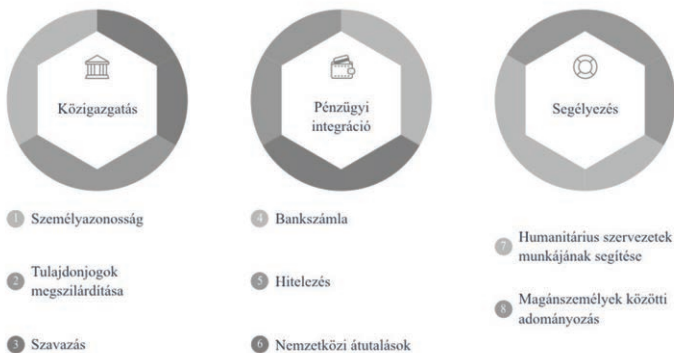 Közigazgatás
1 Személyazonosság
2 Tulajdonjogok
megszilárdítása
3 Szavazás
Pénzügyi
integráció
4 Bankszámla
5 Hitelezés
6 Nemzetközi átutalások
Segélyezés
7 Humanitárius szervezetek
munkájának segítése
8 Magánszemélyek közötti
adományozás